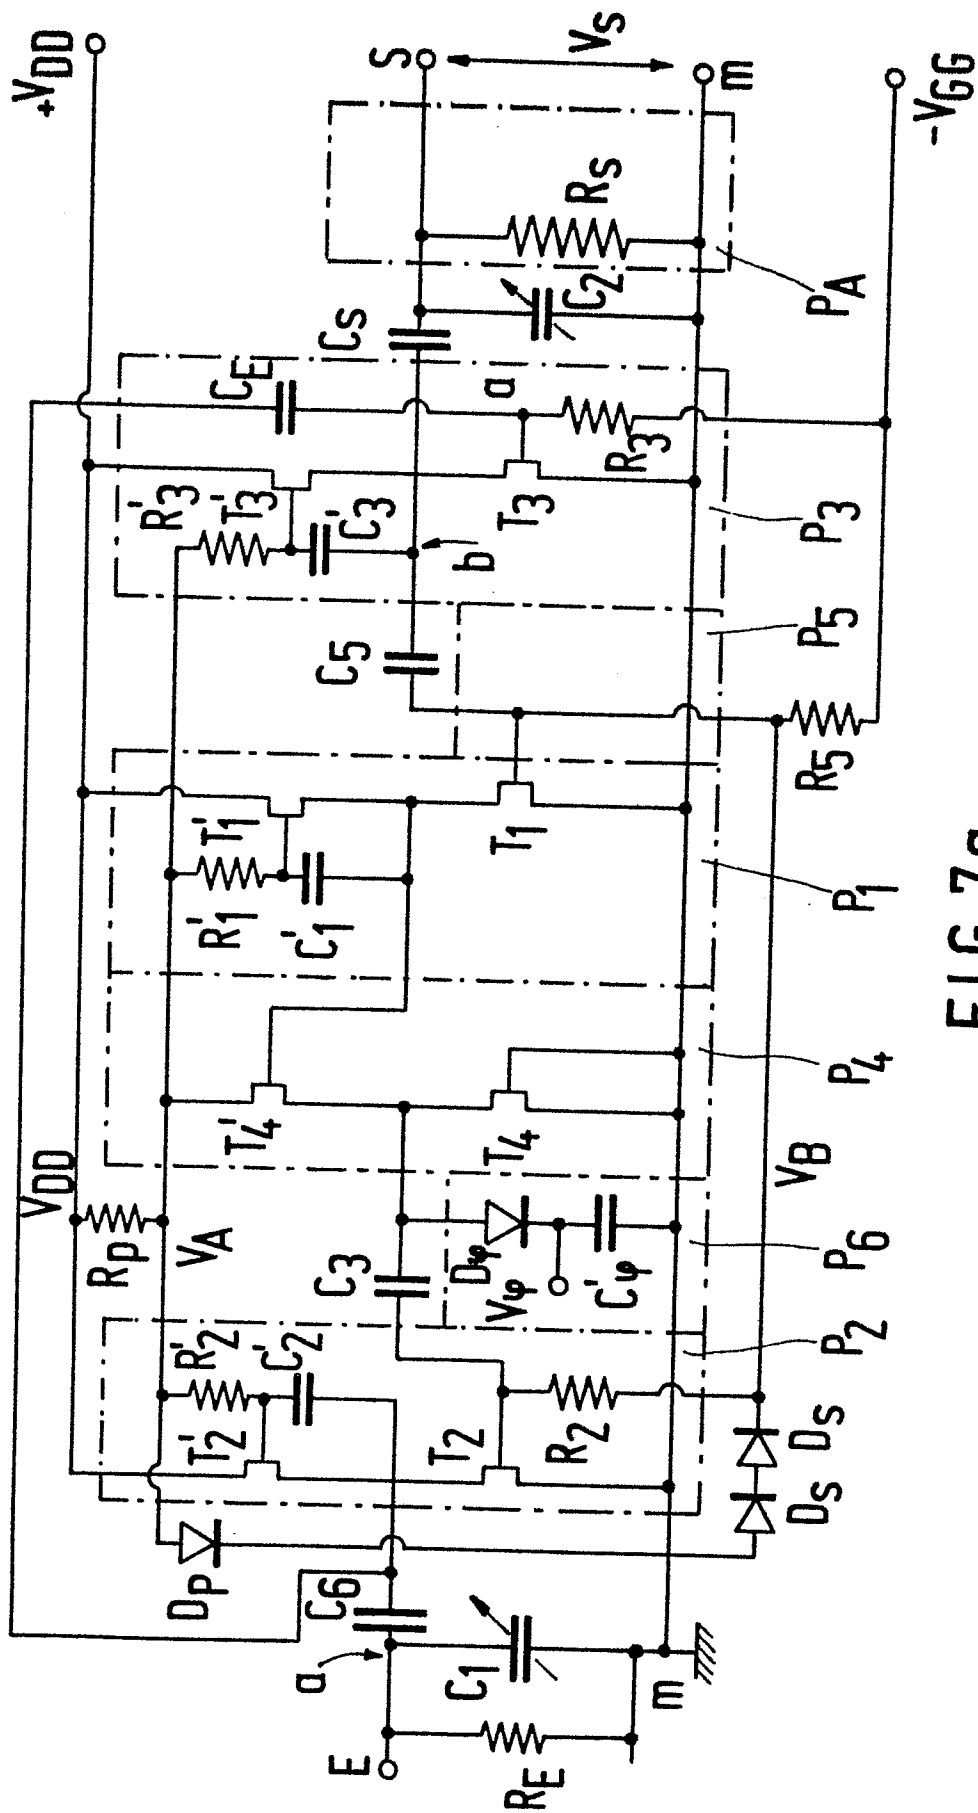 +VDD
S
VS
m
-VGG
RS
PA
C2
CS
CE
a
R3
R'3
T'3
C'3
T3
b
P3
P5
C5
R5
T'1
R'1
C'1
T1
P1
P4
T'4
T4
VDD
RP
VA
VB
C3
Dφ
Vφ
C'φ
P6
R'2
C'2
T'2
T2
R2
P2
DS
DS
DP
C6
a
C1
m
E
RE